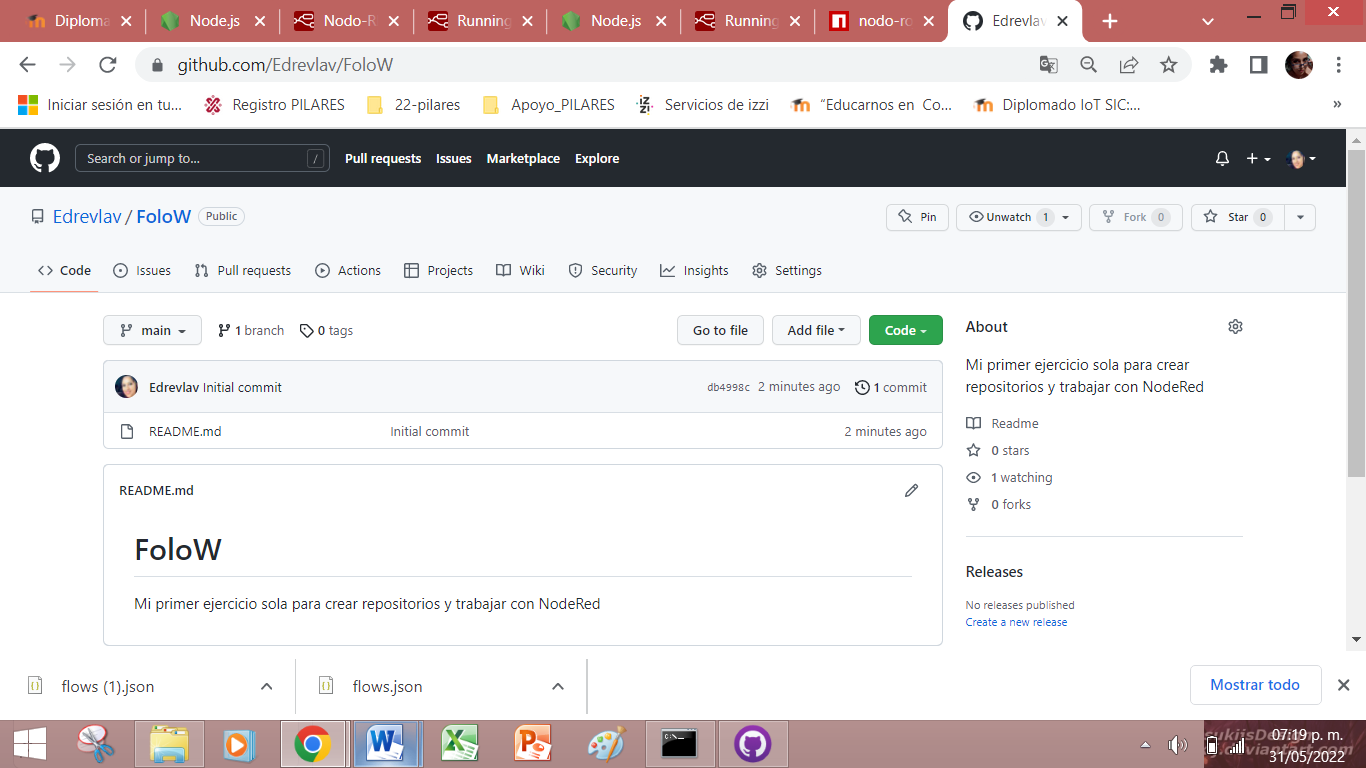 Diploma
Node.js
Nodo-R
Running
Node.js
Running
nodo-ro
Edrevlav
github.com/Edrevlav/FoloW
Iniciar sesión en tu...
Registro PILARES
22-pilares
Apoyo_PILARES
Servicios de izzi
“Educarnos en Co...
Diplomado IoT SIC:...
»
Search or jump to...
/
Pull requests
Issues
Marketplace
Explore
Edrevlav / FoloW
Public
Pin
Unwatch 1
Fork 0
Star 0
Code
Issues
Pull requests
Actions
Projects
Wiki
Security
Insights
Settings
main
1 branch
0 tags
Go to file
Add file
Code
Edrevlav Initial commit
db4998c 2 minutes ago
1 commit
README.md
Initial commit
2 minutes ago
README.md
FoloW
Mi primer ejercicio sola para crear repositorios y trabajar con NodeRed
About
Mi primer ejercicio sola para crear
repositorios y trabajar con NodeRed
Readme
0 stars
1 watching
0 forks
Releases
No releases published
Create a new release
flows (1).json
flows.json
Mostrar todo
07:19 p. m.
31/05/2022